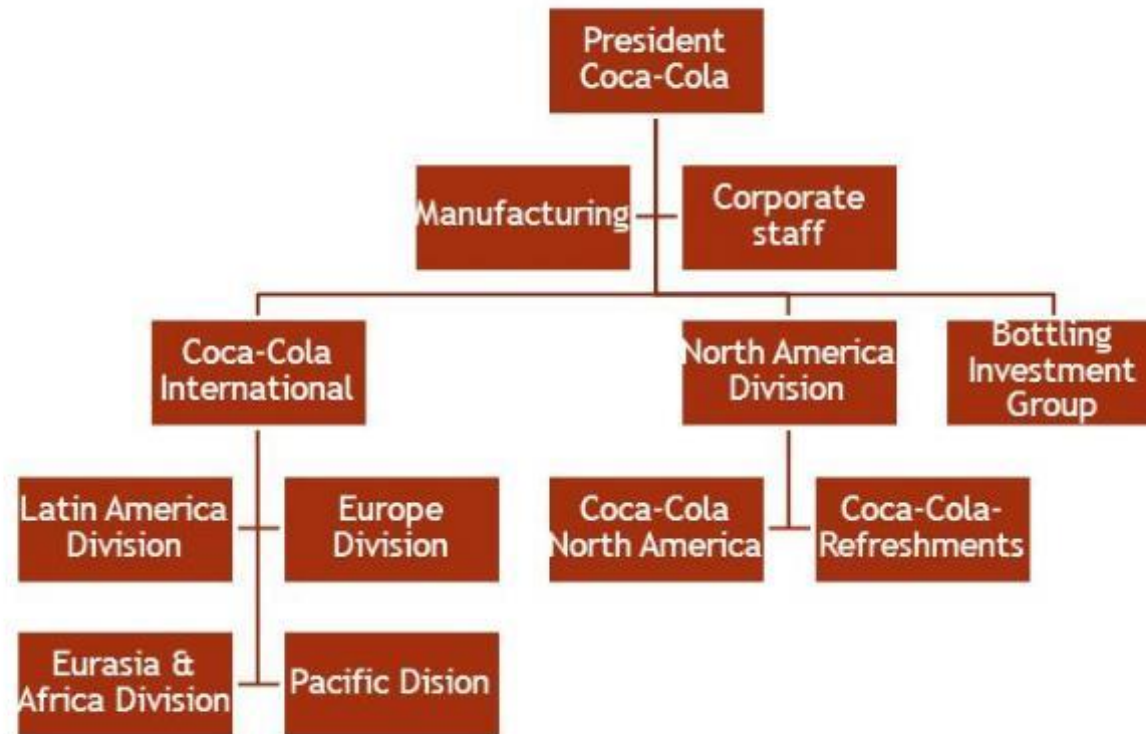 President
Coca-Cola
Manufacturing
Corporate
staff
Coca-Cola
International
North America
Division
Bottling
Investment
Group
Latin America
Division
Europe
Division
Coca-Cola
North America
Coca-Cola-
Refreshments
Eurasia &
Africa Division
Pacific Dision